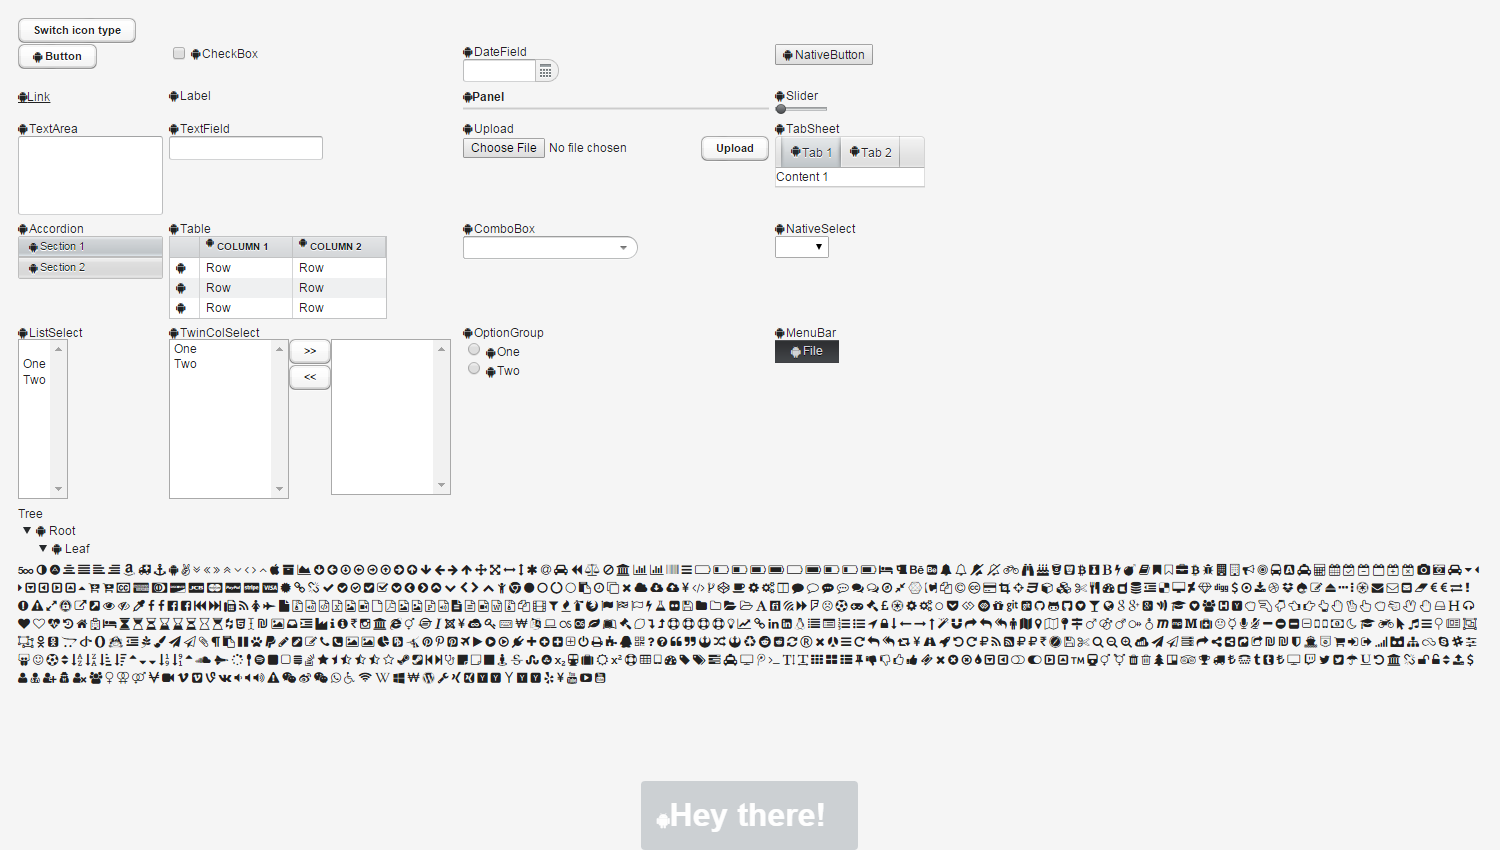 Switch icon type
Button
CheckBox
DateField
NativeButton
Link
Label
Panel
Slider
TextArea
TextField
Upload
Choose File No file chosen
Upload
TabSheet
Tab 1 Tab 2
Content 1
Accordion
Section 1
Section 2
Table
COLUMN 1 COLUMN 2
Row Row
Row Row
Row Row
ComboBox
NativeSelect
ListSelect
One
Two
TwinColSelect
One
Two
>>
<<
OptionGroup
One
Two
MenuBar
File
Tree
Root
Leaf
Hey there!